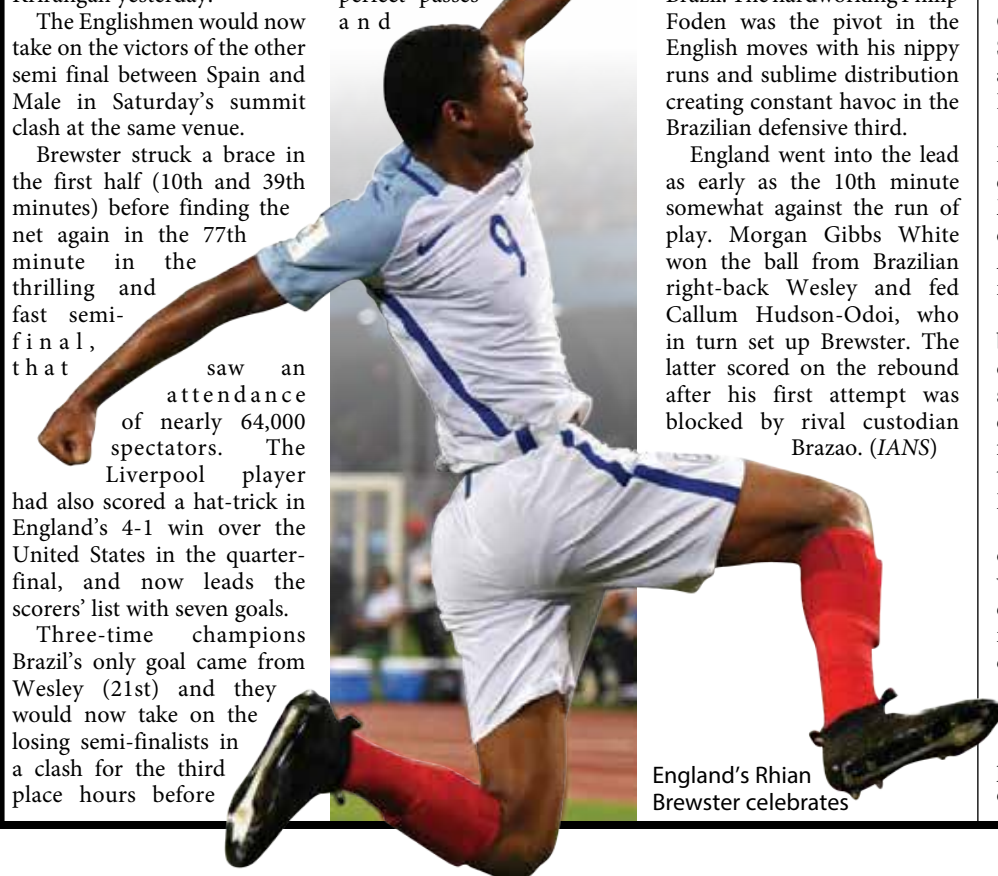 The Englishmen would now
take on the victors of the other
semi final between Spain and
Male in Saturday's summit
clash at the same venue.
Brewster struck a brace in
the first half (10th and 39th
minutes) before finding the
net again in the 77th
minute in the
thrilling and
fast semi-
final,
that saw an
attendance
of nearly 64,000
spectators. The
Liverpool player
had also scored a hat-trick in
England's 4-1 win over the
United States in the quarter-
final, and now leads the
scorers' list with seven goals.
Three-time champions
Brazil's only goal came from
Wesley (21st) and they
would now take on the
losing semi-finalists in
a clash for the third
place hours before
perfect passes
and
9
Foden was the pivot in the
English moves with his nippy
runs and sublime distribution
creating constant havoc in the
Brazilian defensive third.
England went into the lead
as early as the 10th minute
somewhat against the run of
play. Morgan Gibbs White
won the ball from Brazilian
right-back Wesley and fed
Callum Hudson-Odoi, who
in turn set up Brewster. The
latter scored on the rebound
after his first attempt was
blocked by rival custodian
Brazao. (IANS)
England's Rhian
Brewster celebrates